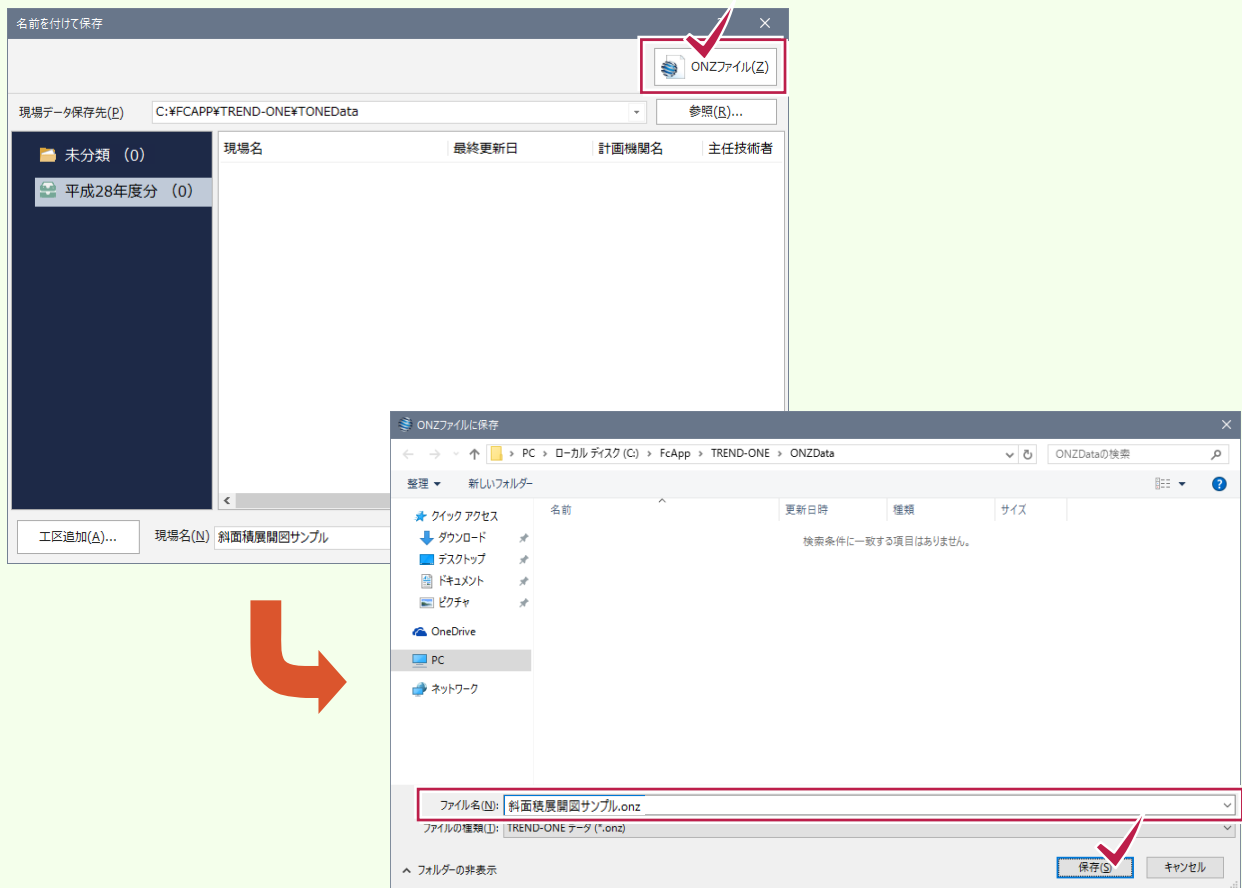 名前を付けて保存
ONZファイル(Z)
現場データ保存先(P) C:¥FCAPP¥TREND-ONE¥TONEData 参照(R)...
未分類 (0)
平成28年度分 (0)
現場名 最終更新日 計画機関名 主任技術者
工区追加(A)... 現場名(N) 斜面積展開図サンプル
ONZファイルに保存
PC › ローカル ディスク (C:) › FcApp › TREND-ONE › ONZData ONZDataの検索
整理 新しいフォルダー
クイック アクセス
ダウンロード
デスクトップ
ドキュメント
ピクチャ
OneDrive
PC
ネットワーク
名前 更新日時 種類 サイズ
検索条件に一致する項目はありません。
ファイル名(N): 斜面積展開図サンプル.onz
ファイルの種類(T): TREND-ONE データ (*.onz)
フォルダーの非表示 保存(S) キャンセル